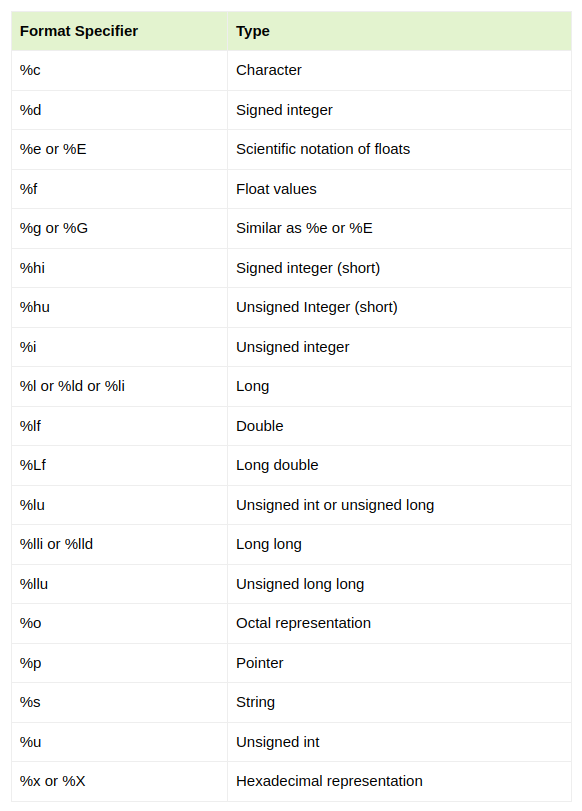 Format Specifier Type
%c Character
%d Signed integer
%e or %E Scientific notation of floats
%f Float values
%g or %G Similar as %e or %E
%hi Signed integer (short)
%hu Unsigned Integer (short)
%i Unsigned integer
%l or %ld or %li Long
%lf Double
%Lf Long double
%lu Unsigned int or unsigned long
%lli or %lld Long long
%llu Unsigned long long
%o Octal representation
%p Pointer
%s String
%u Unsigned int
%x or %X Hexadecimal representation